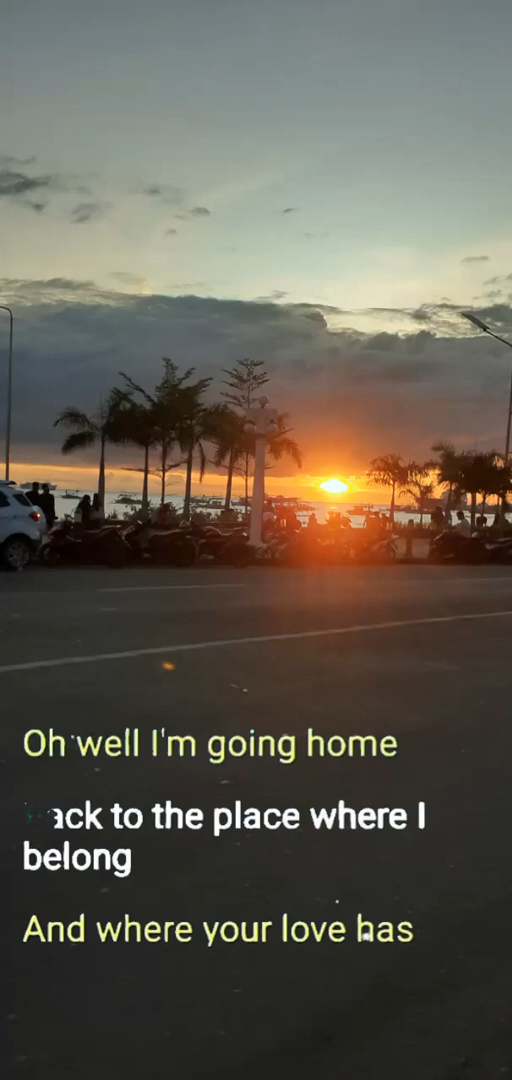 Oh well I'm going home
ack to the place where I
belong
And where your love has